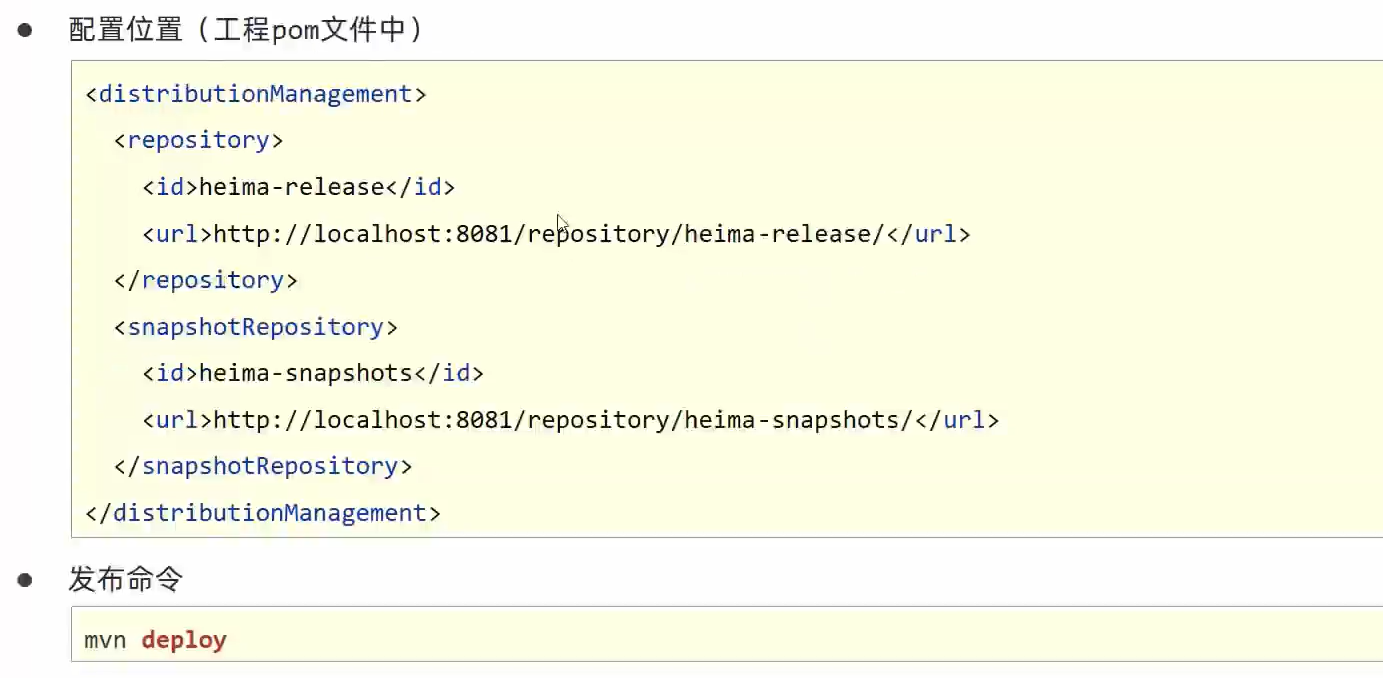 ● 配置位置（工程pom文件中）
<distributionManagement>
  <repository>
    <id>heima-release</id>
    <url>http://localhost:8081/repository/heima-release/</url>
  </repository>
  <snapshotRepository>
    <id>heima-snapshots</id>
    <url>http://localhost:8081/repository/heima-snapshots/</url>
  </snapshotRepository>
</distributionManagement>
● 发布命令
mvn deploy